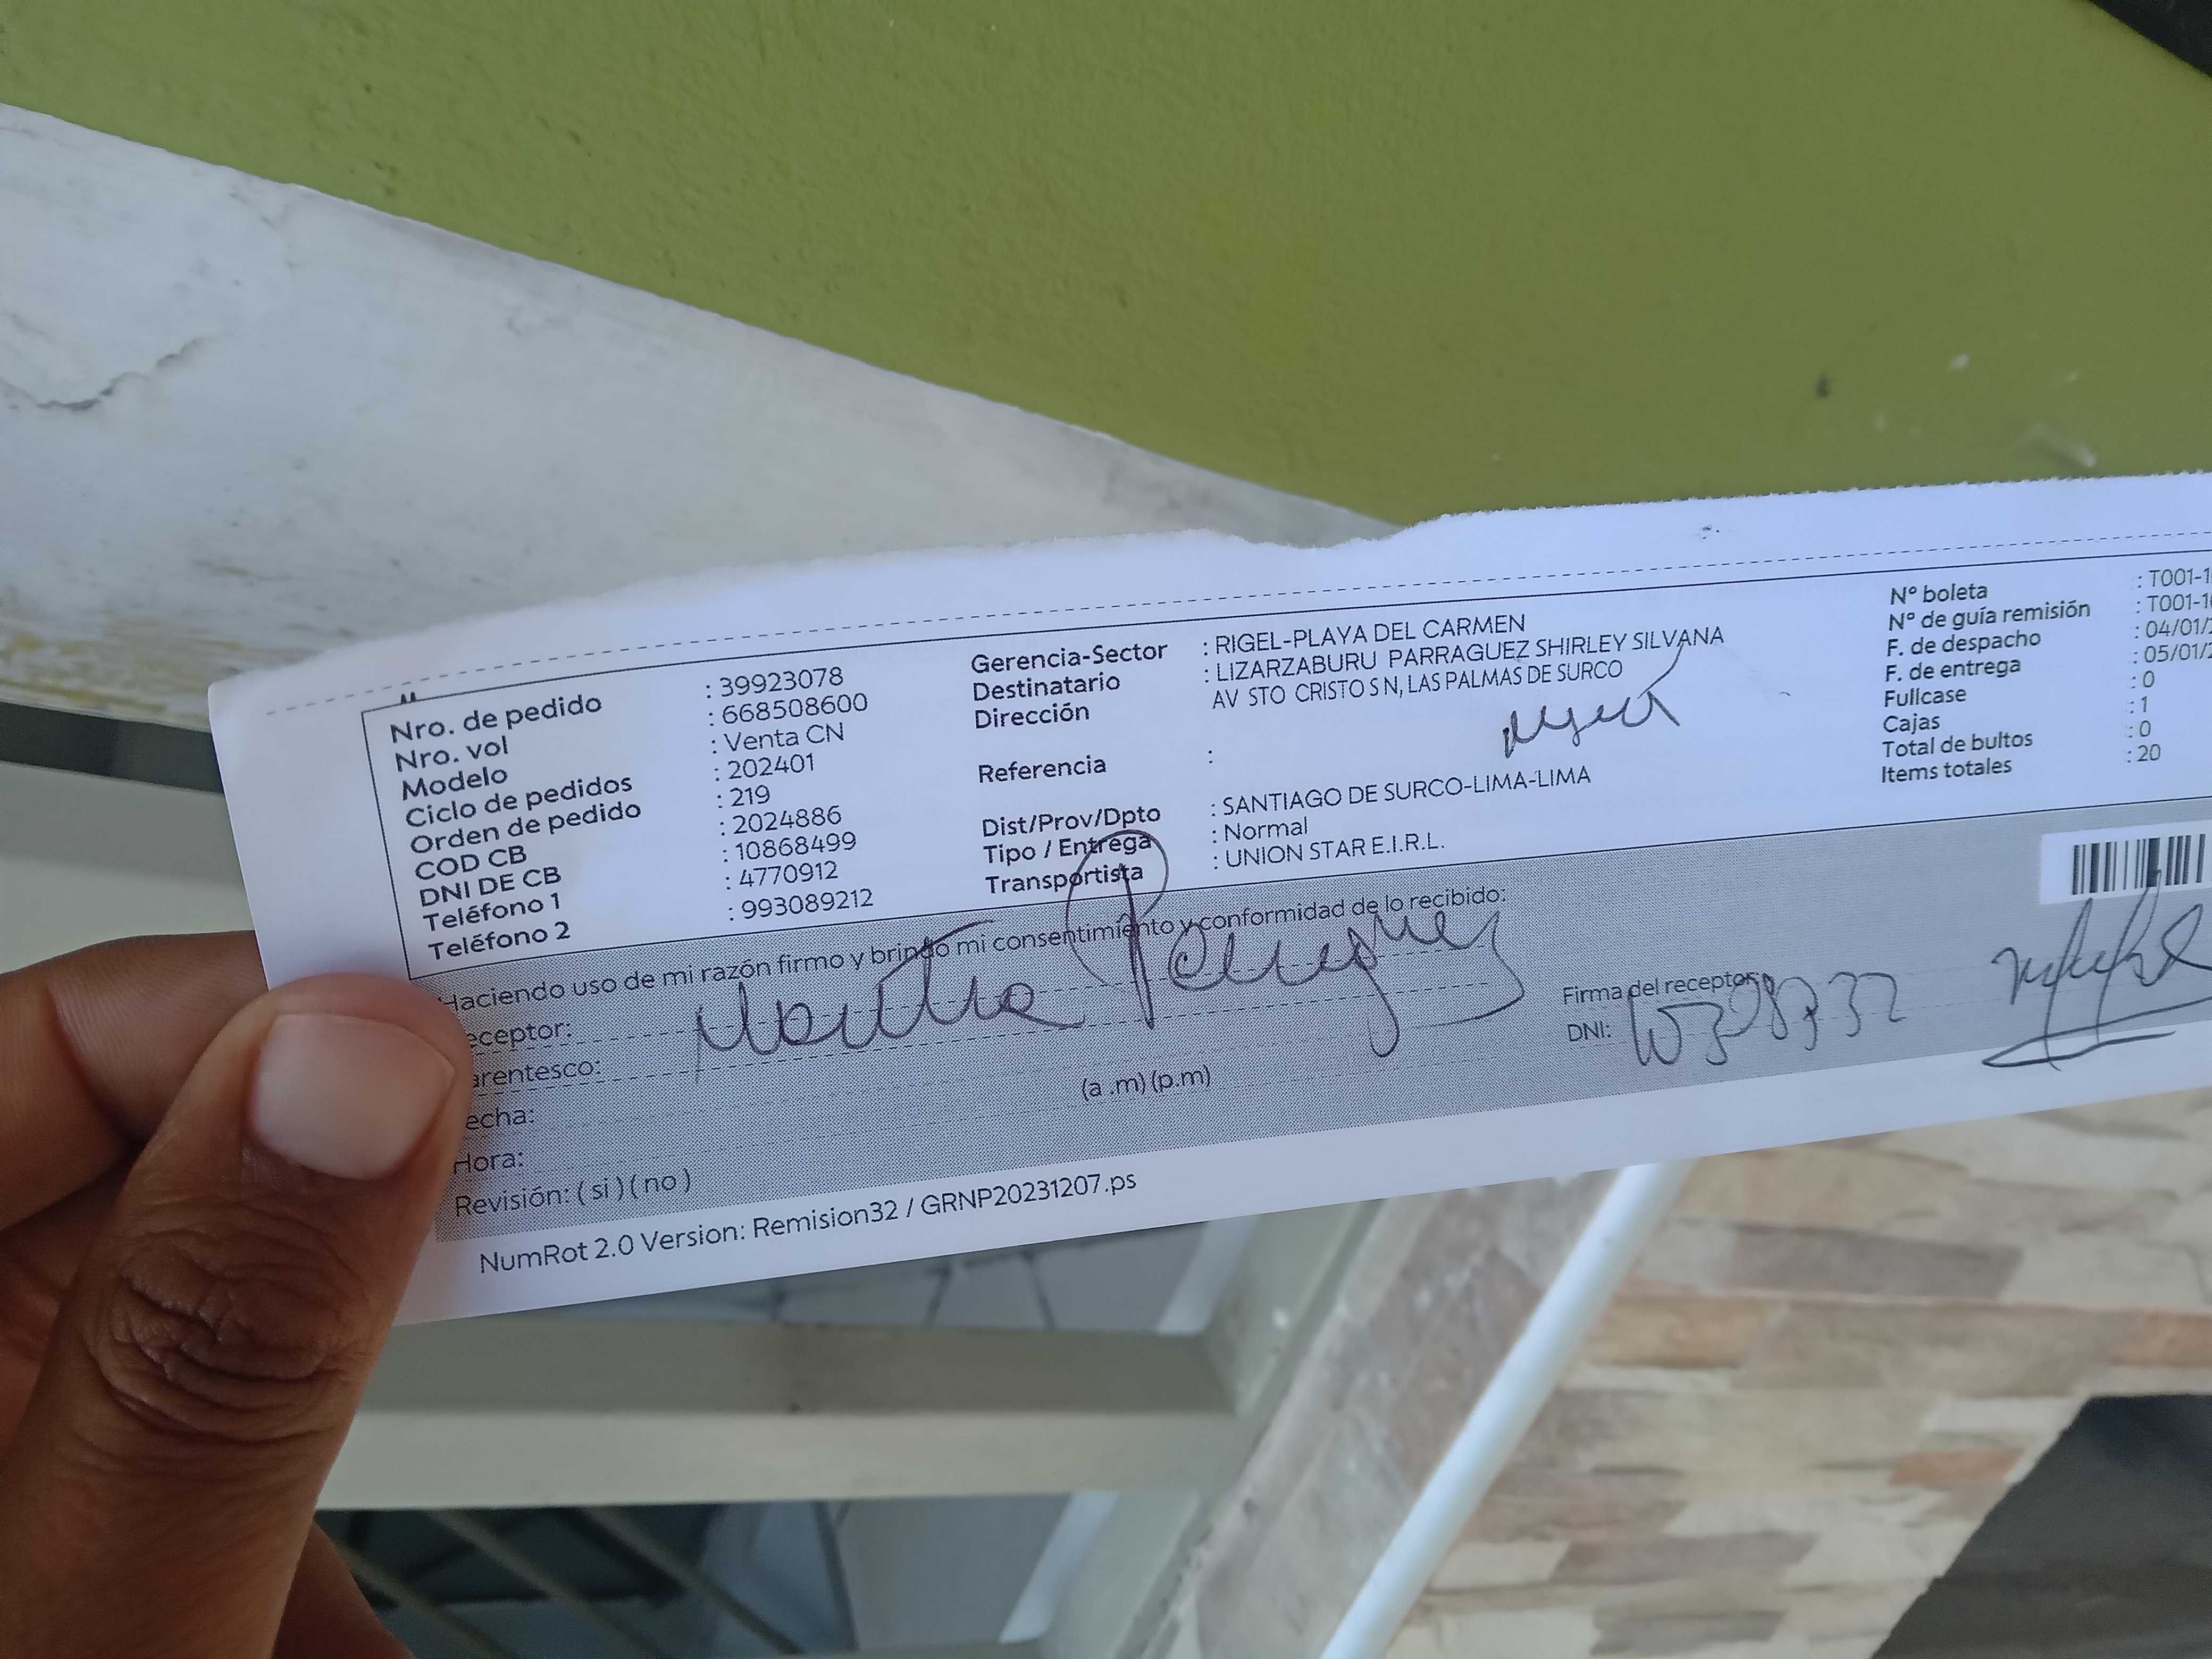 Nro. de pedido : 39923078
Nro. vol : 668508600
Modelo : Venta CN
Ciclo de pedidos : 202401
Orden de pedido : 219
COD CB : 2024886
DNI DE CB : 10868499
Teléfono 1 : 4770912
Teléfono 2 : 993089212
Gerencia-Sector : RIGEL-PLAYA DEL CARMEN
Destinatario : LIZARZABURU PARRAGUEZ SHIRLEY SILVANA
Dirección AV STO CRISTO S N, LAS PALMAS DE SURCO
Referencia :
Dist/Prov/Dpto : SANTIAGO DE SURCO-LIMA-LIMA
Tipo / Entrega : Normal
Transportista : UNION STAR E.I.R.L.
Nº boleta : T001-1
Nº de guía remisión : T001-1
F. de despacho : 04/01/2
F. de entrega : 05/01/2
Fullcase : 0
Cajas : 1
Total de bultos : 0
Items totales : 20
Haciendo uso de mi razón firmo y brindo mi consentimiento y conformidad de lo recibido:
eceptor:
arentesco:
echa:
Hora: (a .m) (p.m)
Revisión: ( si ) ( no )
Firma del receptor:
DNI:
NumRot 2.0 Version: Remision32 / GRNP20231207.ps